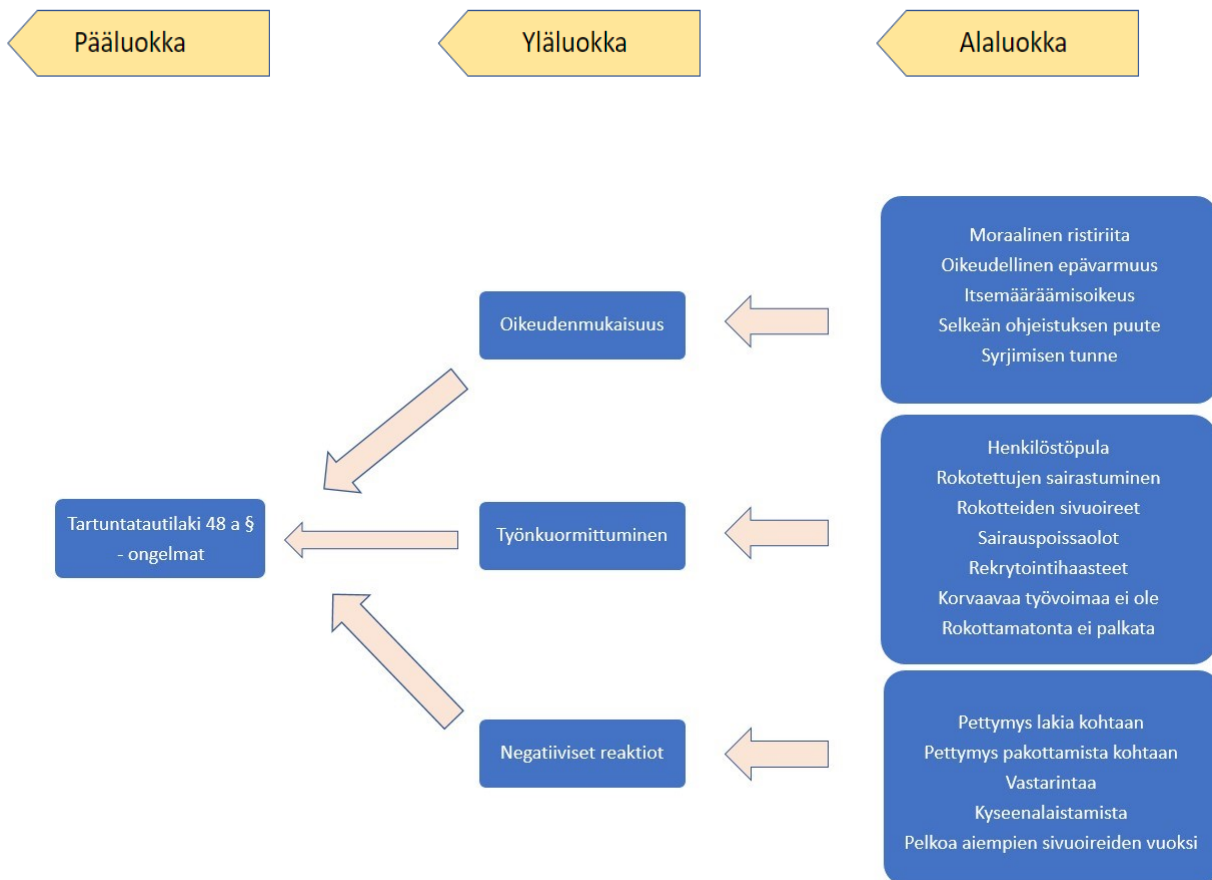 Pääluokka
Yläluokka
Alaluokka
Moraalinen ristiriita
Oikeudellinen epävarmuus
Itsemääräämisoikeus
Selkeän ohjeistuksen puute
Syrjimisen tunne
Oikeudenmukaisuus
Henkilöstöpula
Rokotettujen sairastuminen
Rokotteiden sivuoireet
Sairauspoissaolot
Rekrytointihaasteet
Korvaavaa työvoimaa ei ole
Rokottamatonta ei palkata
Työnkuormittuminen
Tartuntatautilaki 48 a §
- ongelmat
Pettymys lakia kohtaan
Pettymys pakottamista kohtaan
Vastarintaa
Kyseenalaistamista
Pelkoa aiempien sivuoireiden vuoksi
Negatiiviset reaktiot